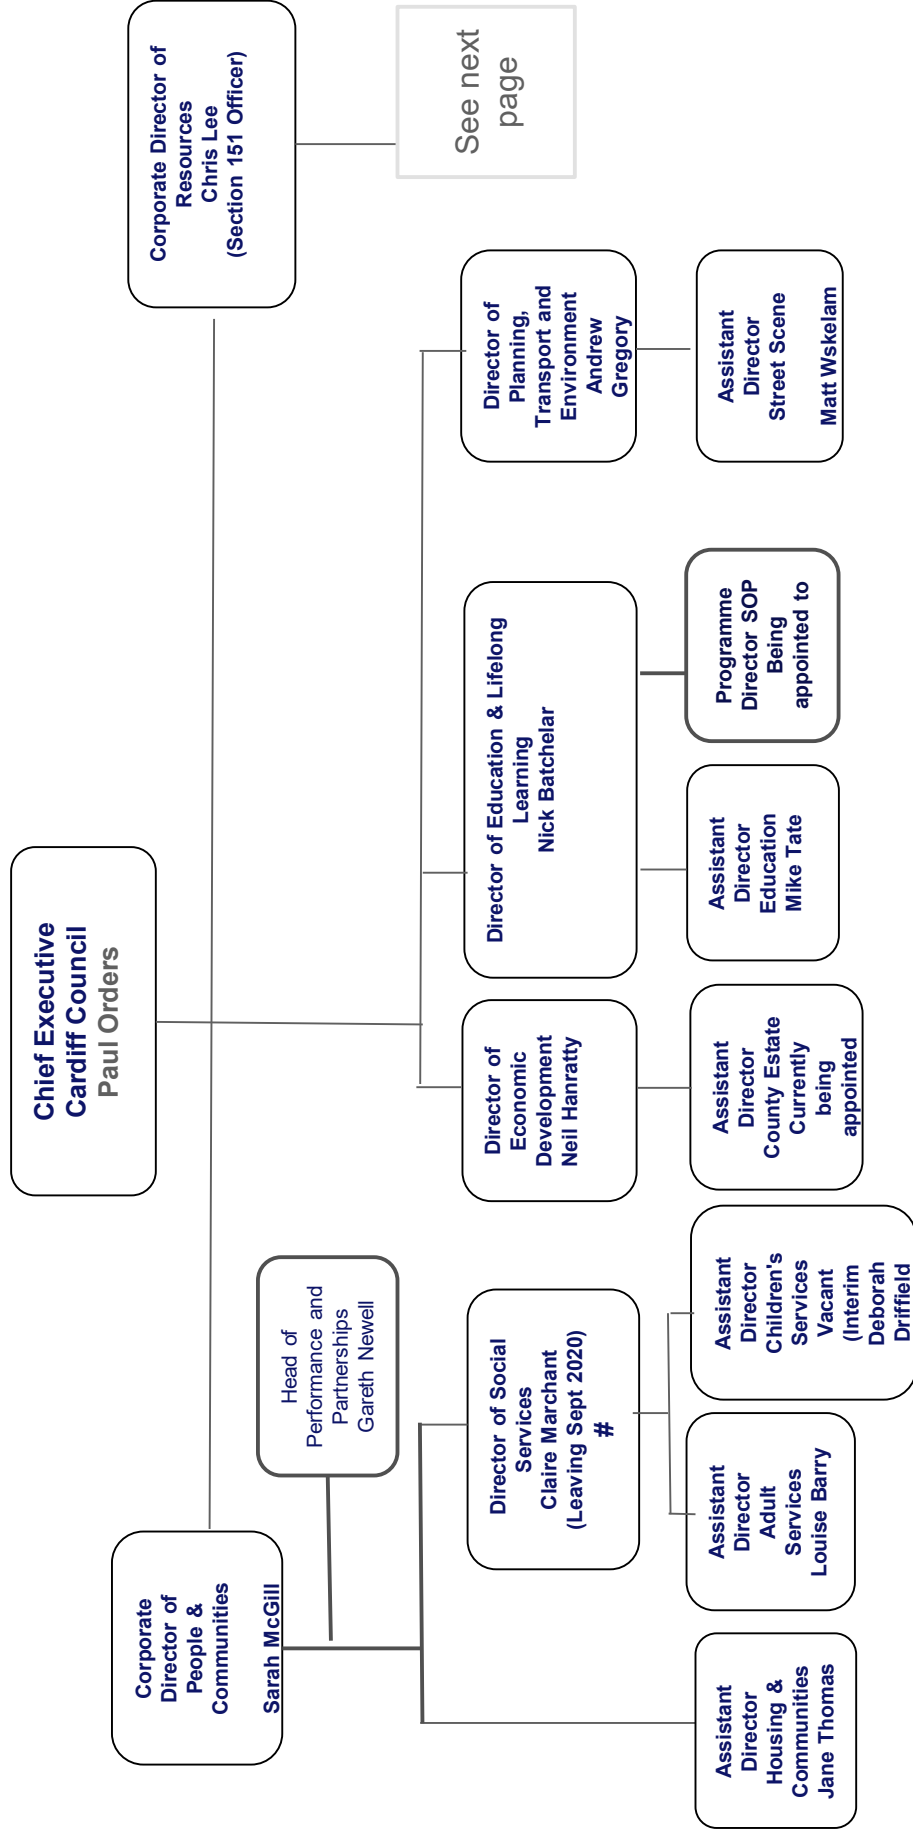 Chief Executive
Cardiff Council
Paul Orders
Corporate
Director of
People &
Communities
Sarah McGill
Corporate Director of
Resources
Chris Lee
(Section 151 Officer)
Head of
Performance and
Partnerships
Gareth Newell
See next
page
Director of Social
Services
Claire Marchant
(Leaving Sept 2020)
#
Director of
Economic
Development
Neil Hanratty
Director of Education & Lifelong
Learning
Nick Batchelar
Director of
Planning,
Transport and
Environment
Andrew
Gregory
Assistant
Director
Housing &
Communities
Jane Thomas
Assistant
Director
Adult
Services
Louise Barry
Assistant
Director
Children's
Services
Vacant
(Interim
Deborah
Driffield
Assistant
Director
County Estate
Currently
being
appointed
Assistant
Director
Education
Mike Tate
Programme
Director SOP
Being
appointed to
Assistant
Director
Street Scene
Matt Wskelam